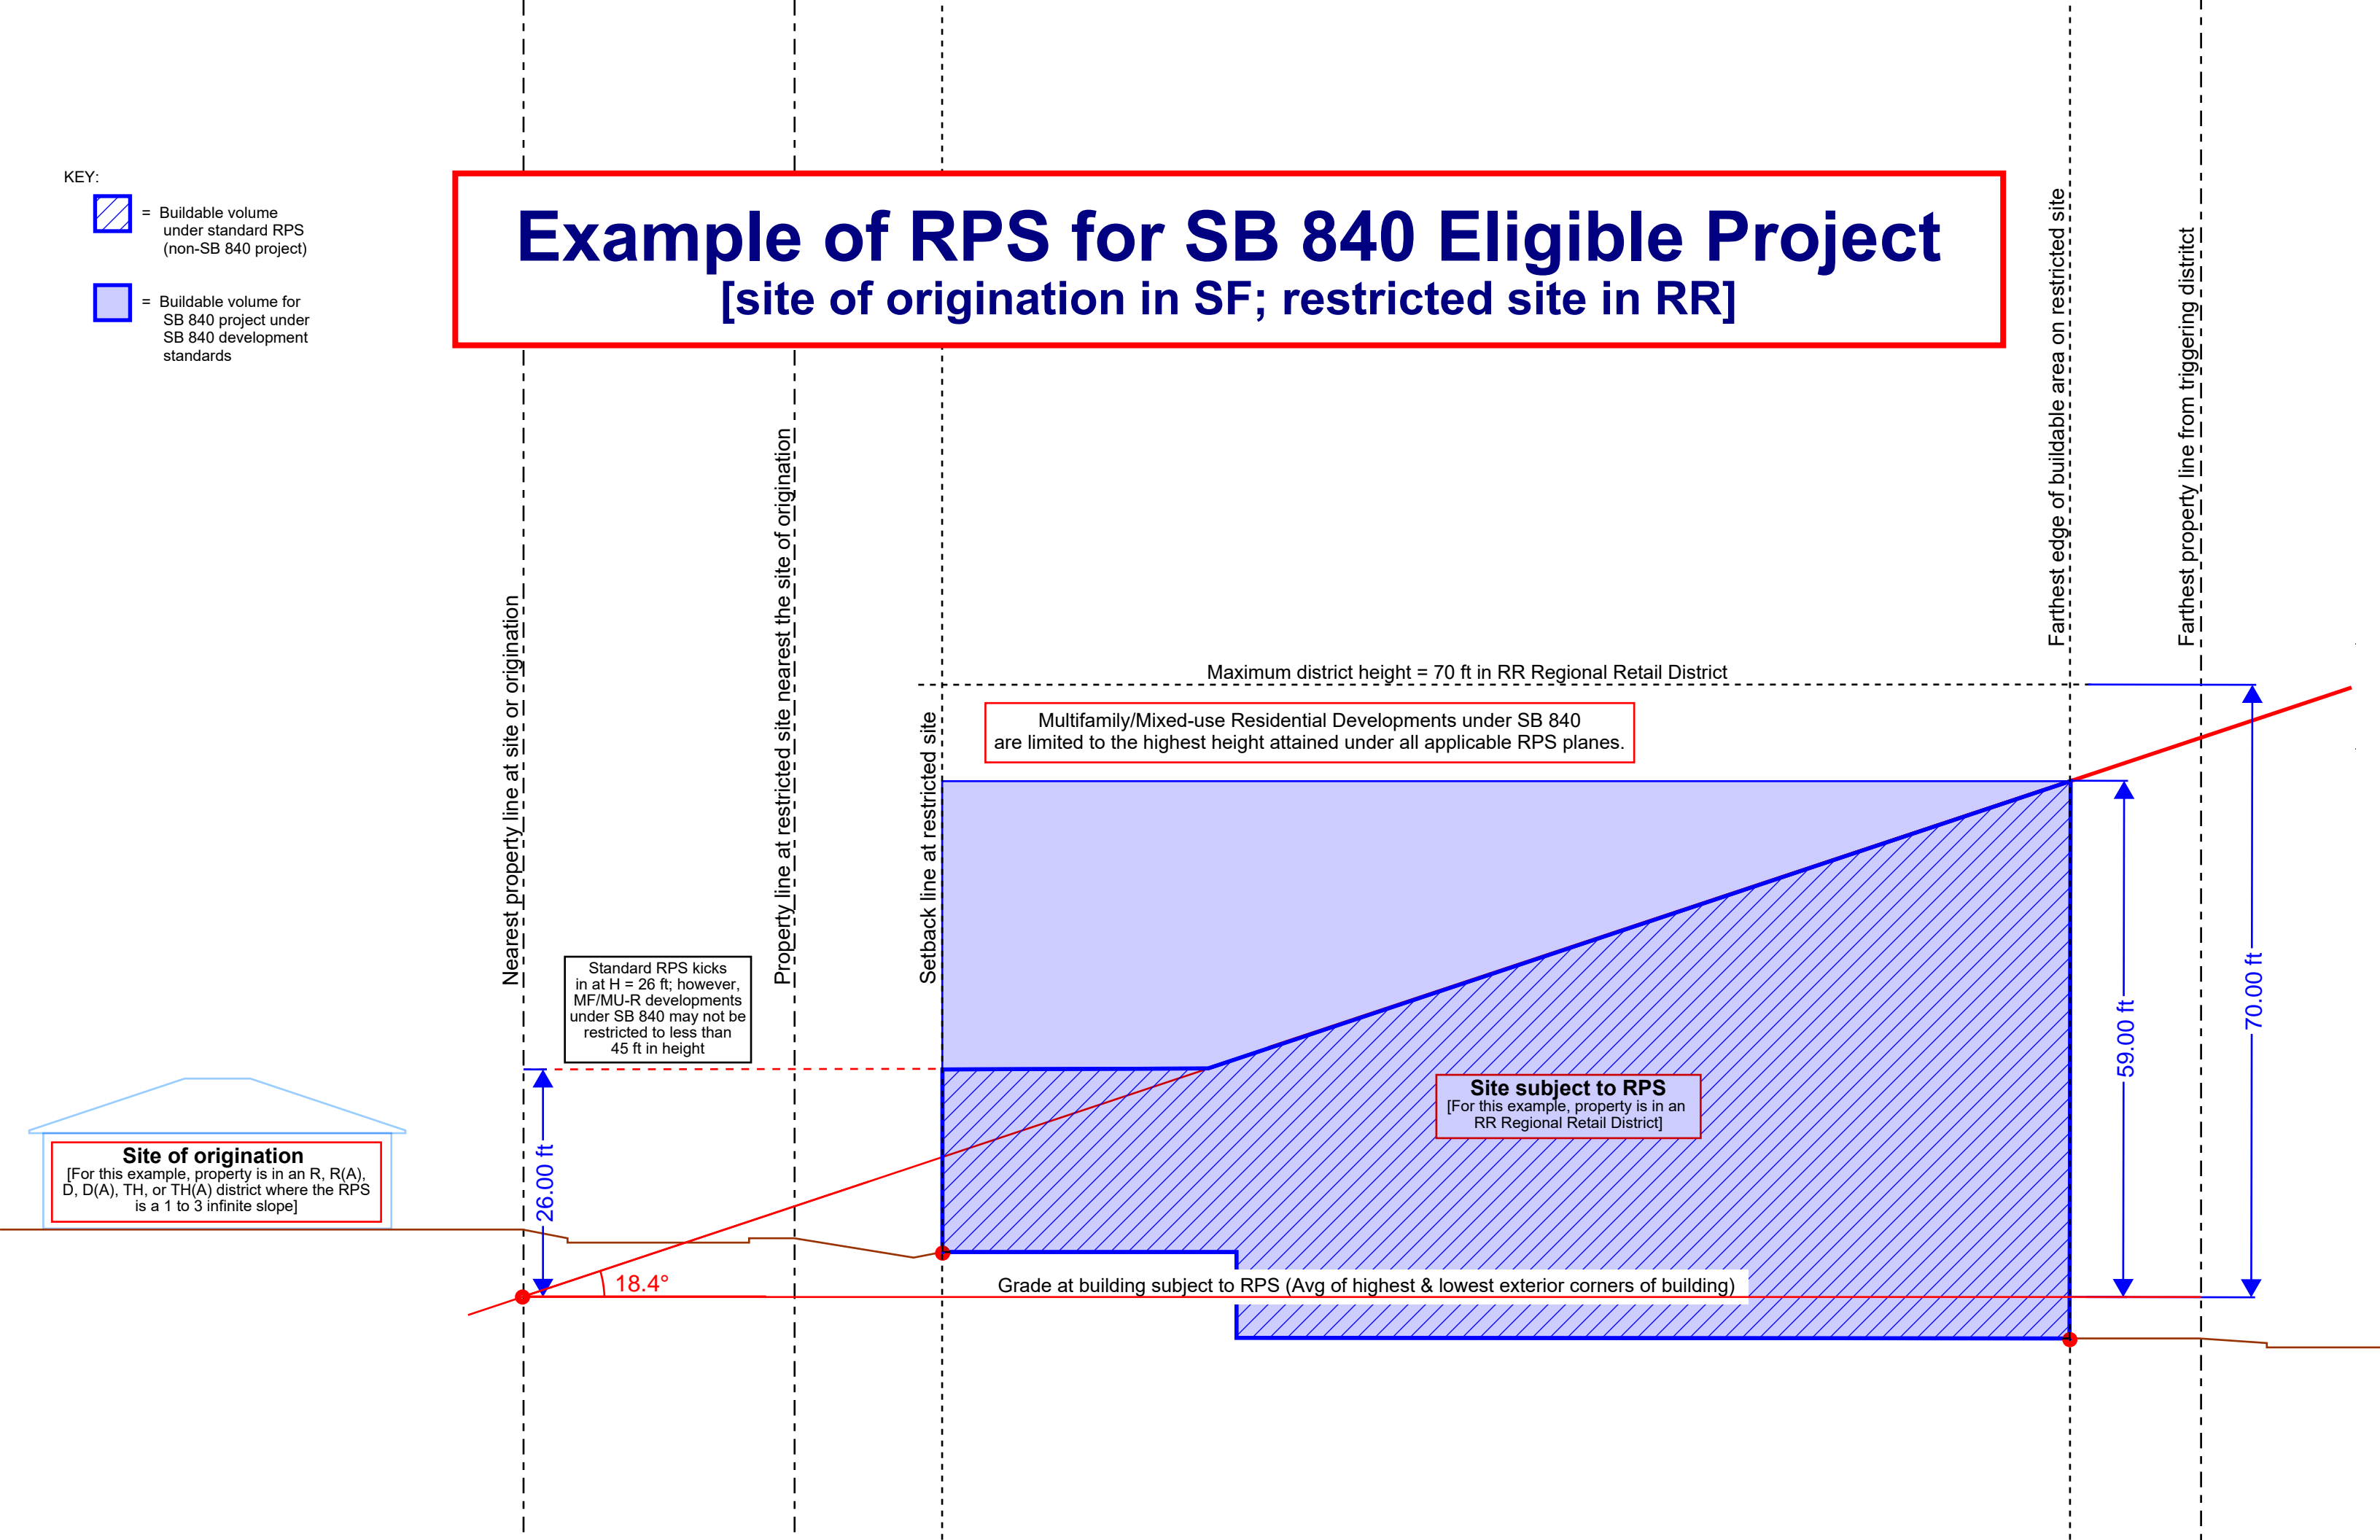 KEY:
= Buildable volume
under standard RPS
(non-SB 840 project)
= Buildable volume for
SB 840 project under
SB 840 development
standards
Example of RPS for SB 840 Eligible Project
[site of origination in SF; restricted site in RR]
Nearest property line at site or origination
Property line at restricted site nearest the site of origination
Setback line at restricted site
Farthest edge of buildable area on restricted site
Farthest property line from triggering distritct
Maximum district height = 70 ft in RR Regional Retail District
Multifamily/Mixed-use Residential Developments under SB 840
are limited to the highest height attained under all applicable RPS planes.
Standard RPS kicks
in at H = 26 ft; however,
MF/MU-R developments
under SB 840 may not be
restricted to less than
45 ft in height
26.00 ft
59.00 ft
70.00 ft
Site subject to RPS
[For this example, property is in an
RR Regional Retail District]
Site of origination
[For this example, property is in an R, R(A),
D, D(A), TH, or TH(A) district where the RPS
is a 1 to 3 infinite slope]
18.4°
Grade at building subject to RPS (Avg of highest & lowest exterior corners of building)